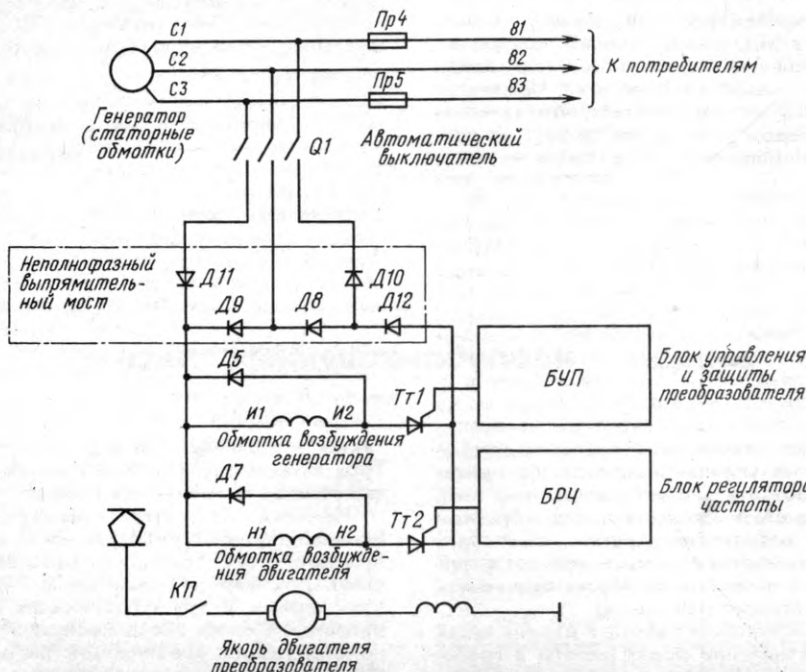 С1
Пр4
81
С2
82
К потребителям
С3
Пр5
83
Генератор
(статорные
обмотки)
Q1
Автоматический
выключатель
Неполнофазный
выпрямитель-
ный мост
Д11
Д10
Д9
Д8
Д12
Д5
И1
И2
Тт1
БУП
Блок управления
и защиты
преобразователя
Обмотка возбуждения
генератора
Д7
БРЧ
Блок регулятора
частоты
Н1
Н2
Тт2
Обмотка возбужде-
ния двигателя
КП
Якорь двигателя
преобразователя